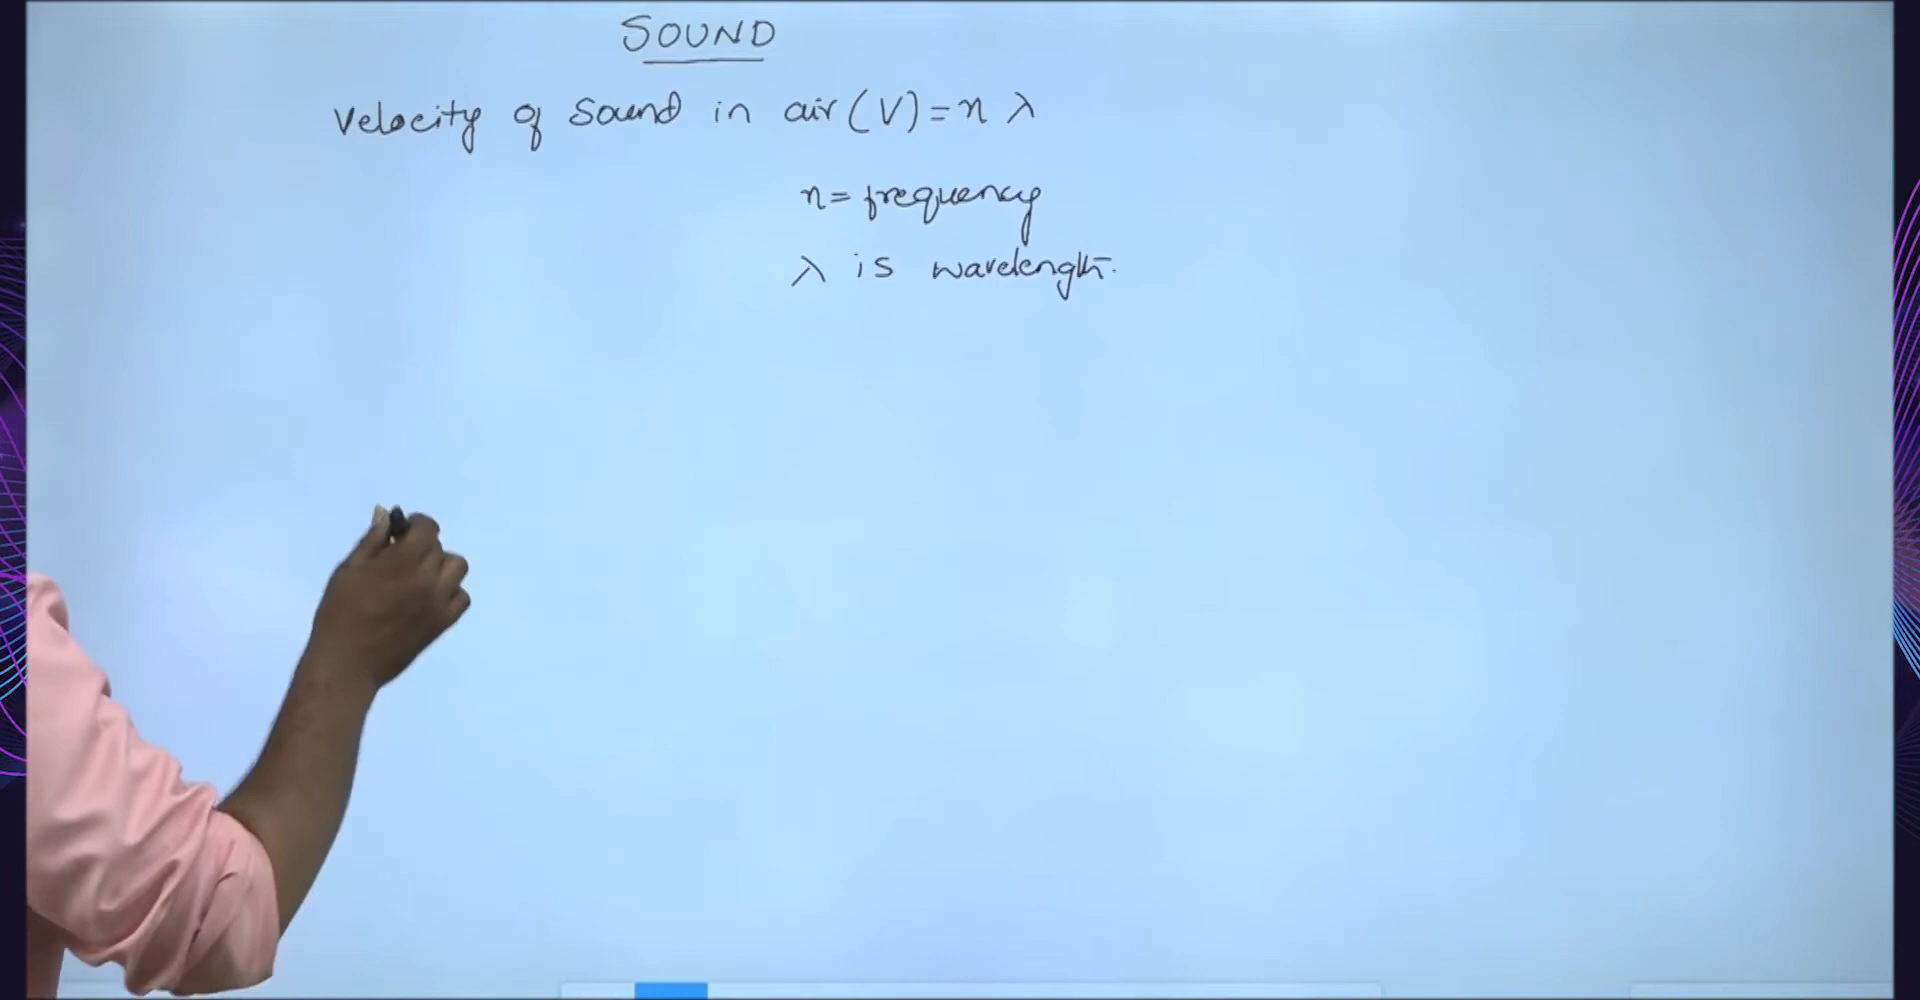 SOUND
Velocity of Sound in air (V) = n λ
n = frequency
λ is wavelength.